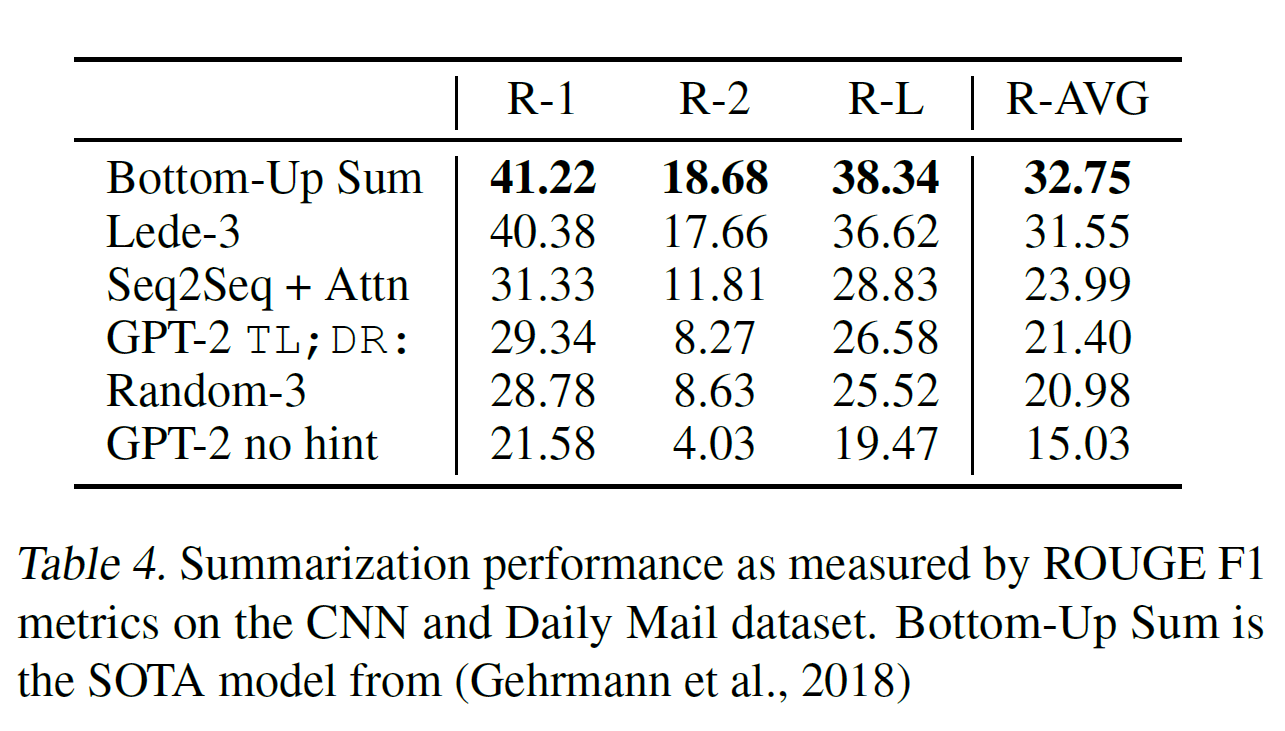 R-1 R-2 R-L R-AVG
Bottom-Up Sum 41.22 18.68 38.34 32.75
Lede-3 40.38 17.66 36.62 31.55
Seq2Seq + Attn 31.33 11.81 28.83 23.99
GPT-2 TL;DR: 29.34 8.27 26.58 21.40
Random-3 28.78 8.63 25.52 20.98
GPT-2 no hint 21.58 4.03 19.47 15.03
Table 4. Summarization performance as measured by ROUGE F1
metrics on the CNN and Daily Mail dataset. Bottom-Up Sum is
the SOTA model from (Gehrmann et al., 2018)